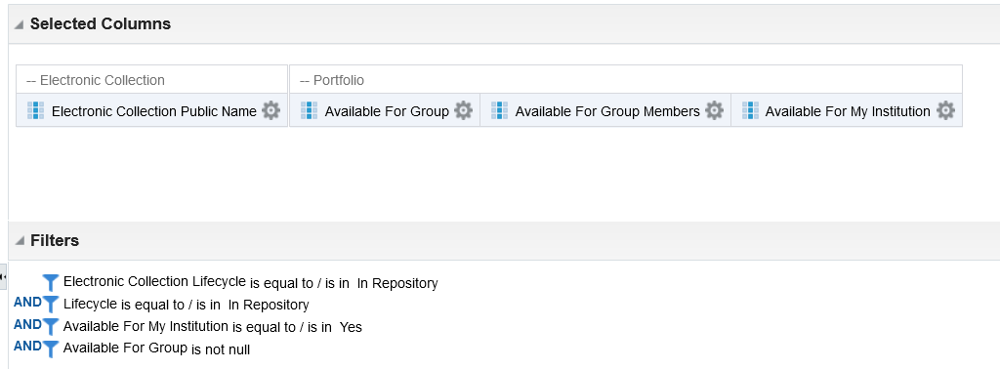 Selected Columns
-- Electronic Collection
-- Portfolio
Electronic Collection Public Name
Available For Group
Available For Group Members
Available For My Institution
Filters
Electronic Collection Lifecycle is equal to / is in In Repository
AND Lifecycle is equal to / is in In Repository
AND Available For My Institution is equal to / is in Yes
AND Available For Group is not null